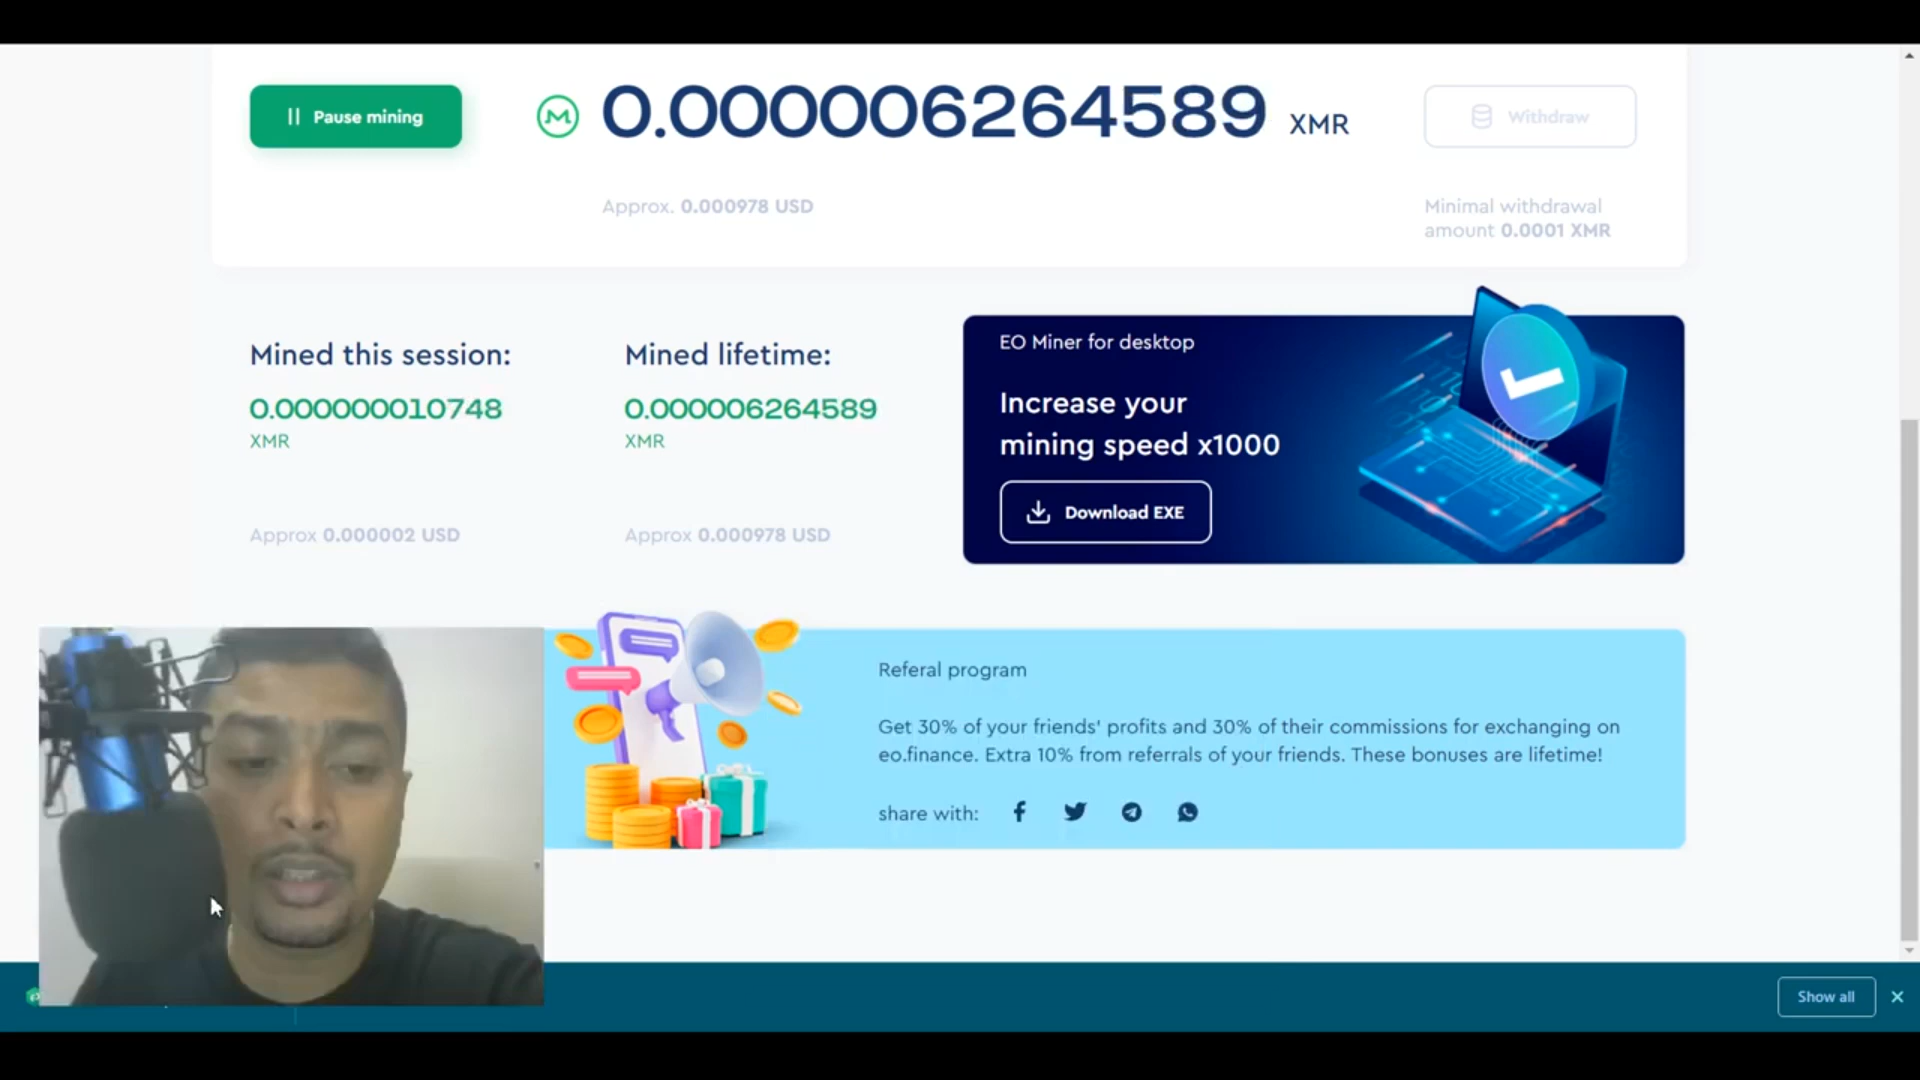 Pause mining
0.000006264589 XMR
Withdraw
Approx. 0.000978 USD
Minimal withdrawal
amount 0.0001 XMR
Mined this session:
0.000000010748
XMR
Approx 0.000002 USD
Mined lifetime:
0.000006264589
XMR
Approx 0.000978 USD
EO Miner for desktop
Increase your
mining speed x1000
Download EXE
Referal program
Get 30% of your friends' profits and 30% of their commissions for exchanging on
eo.finance. Extra 10% from referrals of your friends. These bonuses are lifetime!
share with:
Show all